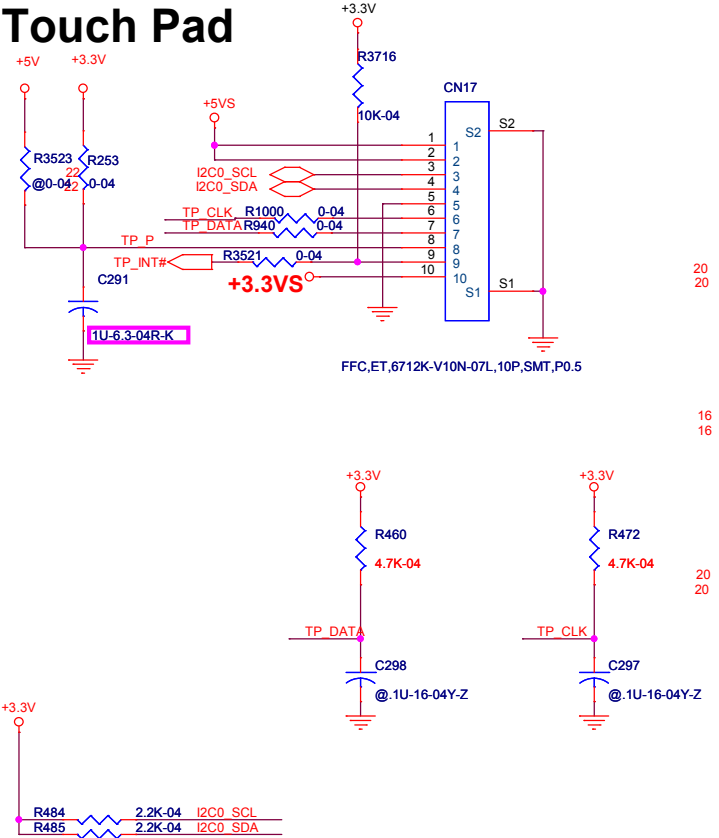 Touch Pad
+3.3V
+5V
+3.3V
R3716
10K-04
CN17
+5VS
R3523
@0-04
R253
0-04
22
22
I2C0_SCL
I2C0_SDA
TP_CLK
R1000
0-04
TP_DATA
R940
0-04
TP_P
TP_INT#
R3521
0-04
+3.3VS
1
2
3
4
5
6
7
8
9
10
1
2
3
4
5
6
7
8
9
10
S2
S2
S1
S1
C291
1U-6.3-04R-K
FFC,ET,6712K-V10N-07L,10P,SMT,P0.5
20
20
16
16
+3.3V
R460
4.7K-04
TP_DATA
C298
@.1U-16-04Y-Z
+3.3V
R472
4.7K-04
TP_CLK
C297
@.1U-16-04Y-Z
20
20
+3.3V
R484
2.2K-04
I2C0_SCL
R485
2.2K-04
I2C0_SDA